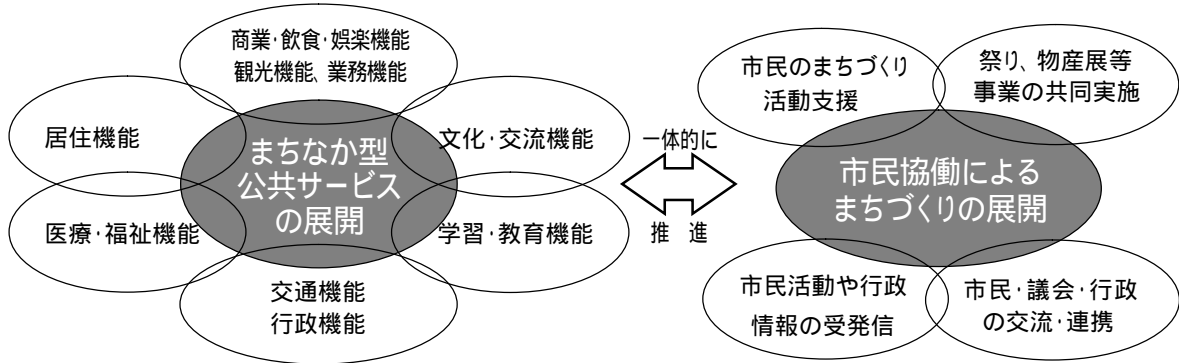 商業・飲食・娯楽機能
観光機能、業務機能
居住機能
文化・交流機能
まちなか型
公共サービス
の展開
医療・福祉機能
学習・教育機能
交通機能
行政機能
一体的に
推 進
市民のまちづくり
活動支援
祭り、物産展等
事業の共同実施
市民協働による
まちづくりの展開
市民活動や行政
情報の受発信
市民・議会・行政
の交流・連携